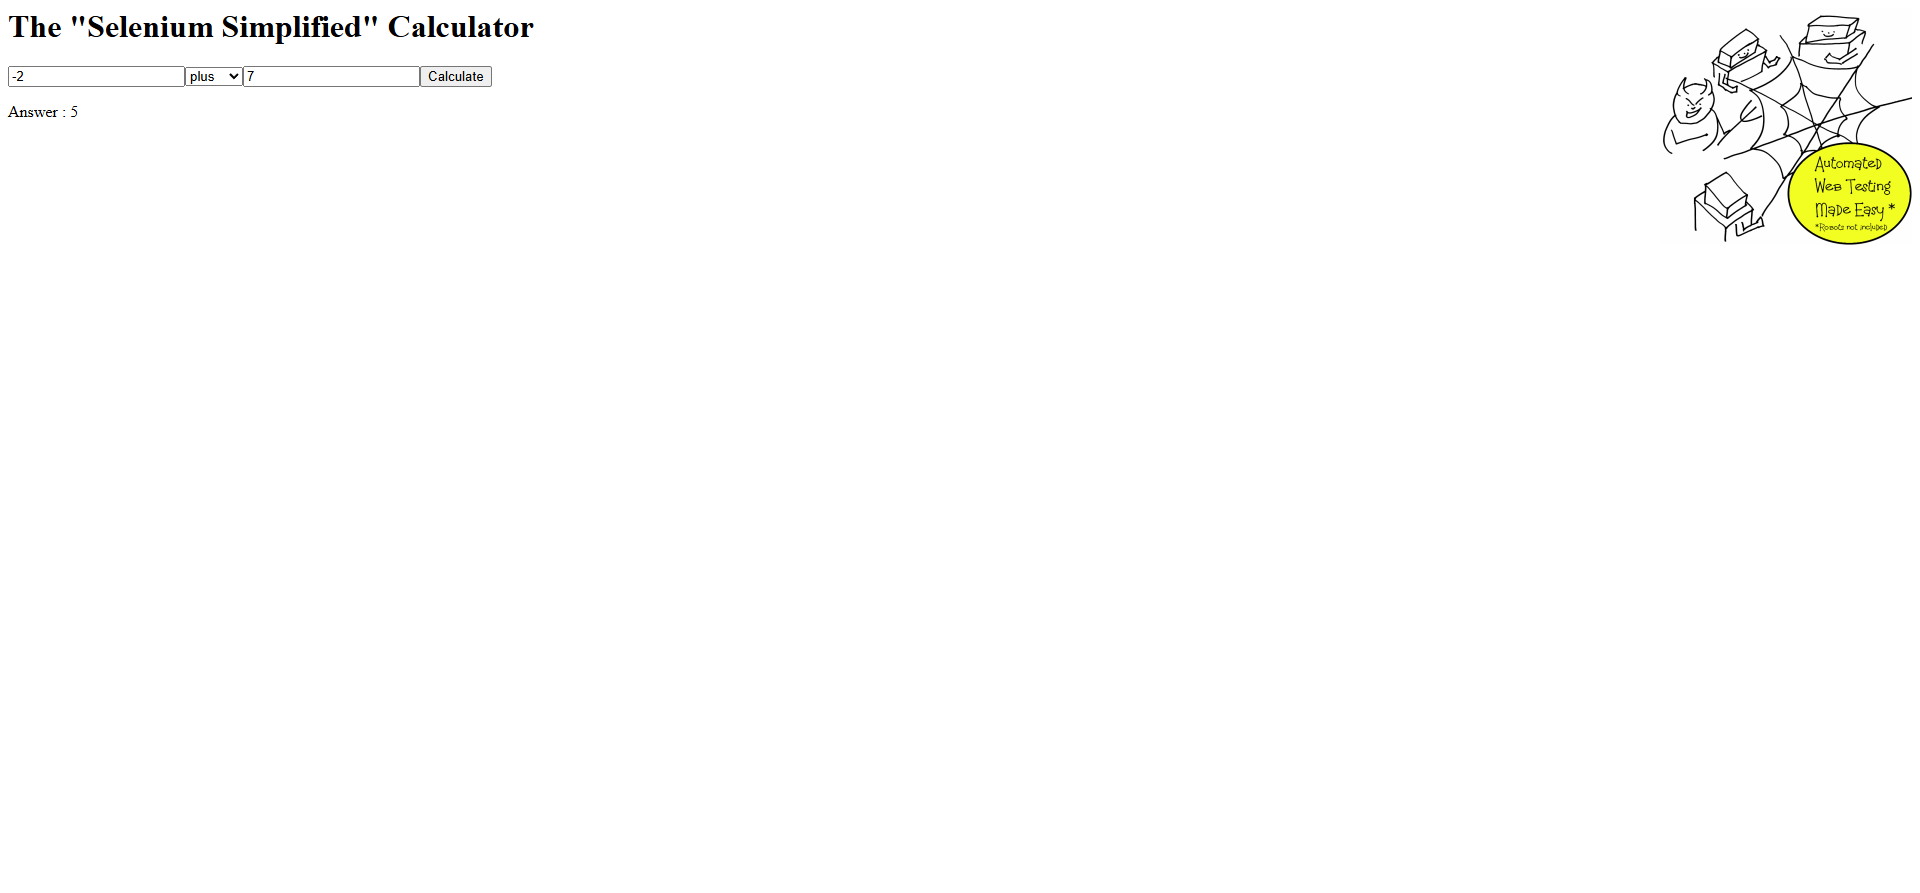 The "Selenium Simplified" Calculator
-2 plus 7 Calculate
Answer : 5
Automated
Web Testing
Made Easy *
*Robots not included